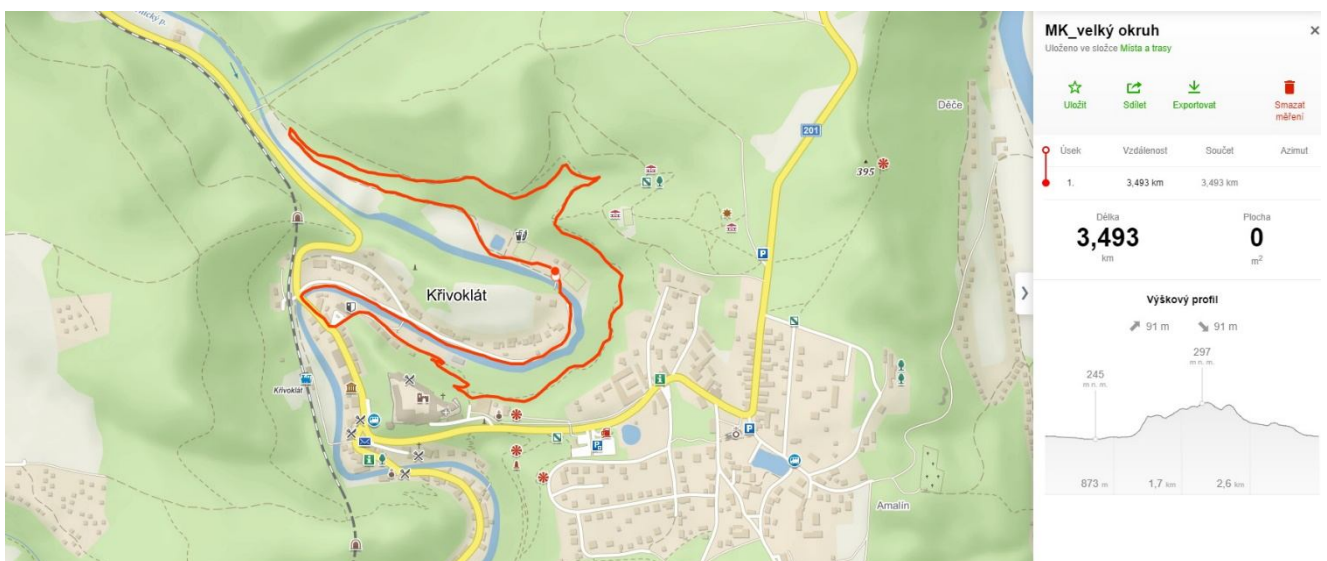 201
Děče
395
Křivoklát
Křivoklát
Amalín
MK_velký okruh
Uloženo ve složce Místa a trasy
Uložit
Sdílet
Exportovat
Smazat
měření
Úsek Vzdálenost Součet Azimut
1. 3,493 km 3,493 km
Délka Plocha
3,493 0
km m²
Výškový profil
91 m 91 m
297
m n. m.
245
m n. m.
873 m 1,7 km 2,6 km